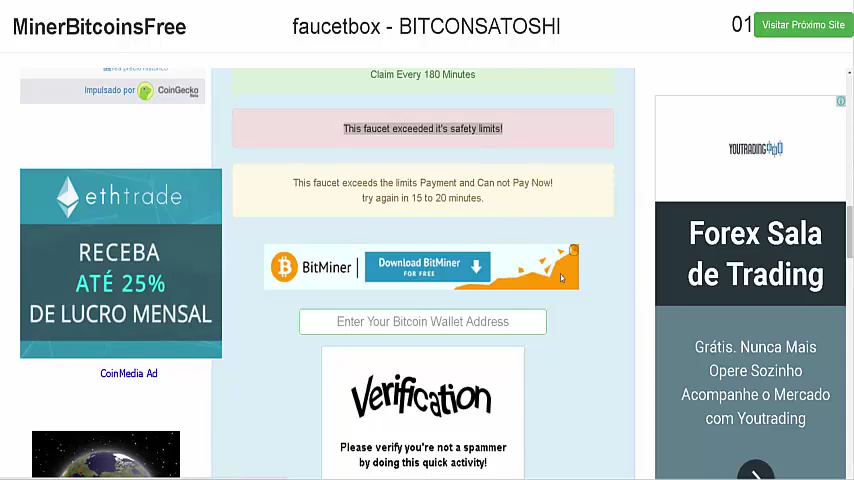 MinerBitcoinsFree
faucetbox - BITCONSATOSHI
01
Visitar Próximo Site
Impulsado por CoinGecko
Claim Every 180 Minutes
This faucet exceeded it's safety limits!
This faucet exceeds the limits Payment and Can not Pay Now!
try again in 15 to 20 minutes.
ethtrade
RECEBA
ATÉ 25%
DE LUCRO MENSAL
CoinMedia Ad
BitMiner
Download BitMiner
FOR FREE
Enter Your Bitcoin Wallet Address
Verification
Please verify you're not a spammer
by doing this quick activity!
YOUTRADING
Forex Sala
de Trading
Grátis. Nunca Mais
Opere Sozinho
Acompanhe o Mercado
com Youtrading